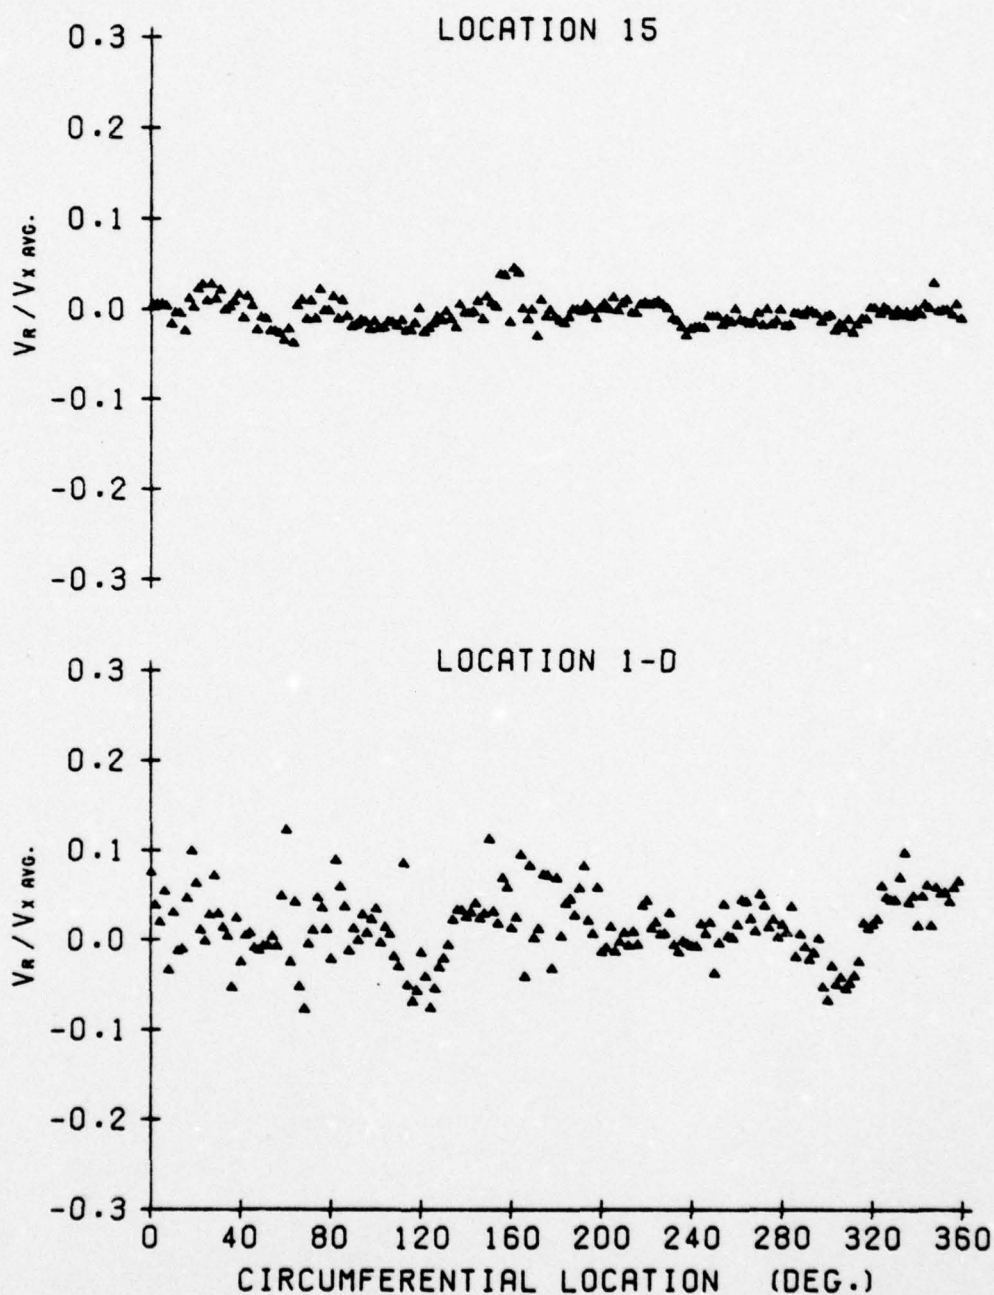 LOCATION 15
0.3
0.2
0.1
0.0
-0.1
-0.2
-0.3
VR / VX AVG.
LOCATION 1-D
0.3
0.2
0.1
0.0
-0.1
-0.2
-0.3
VR / VX AVG.
0 40 80 120 160 200 240 280 320 360
CIRCUMFERENTIAL LOCATION (DEG.)